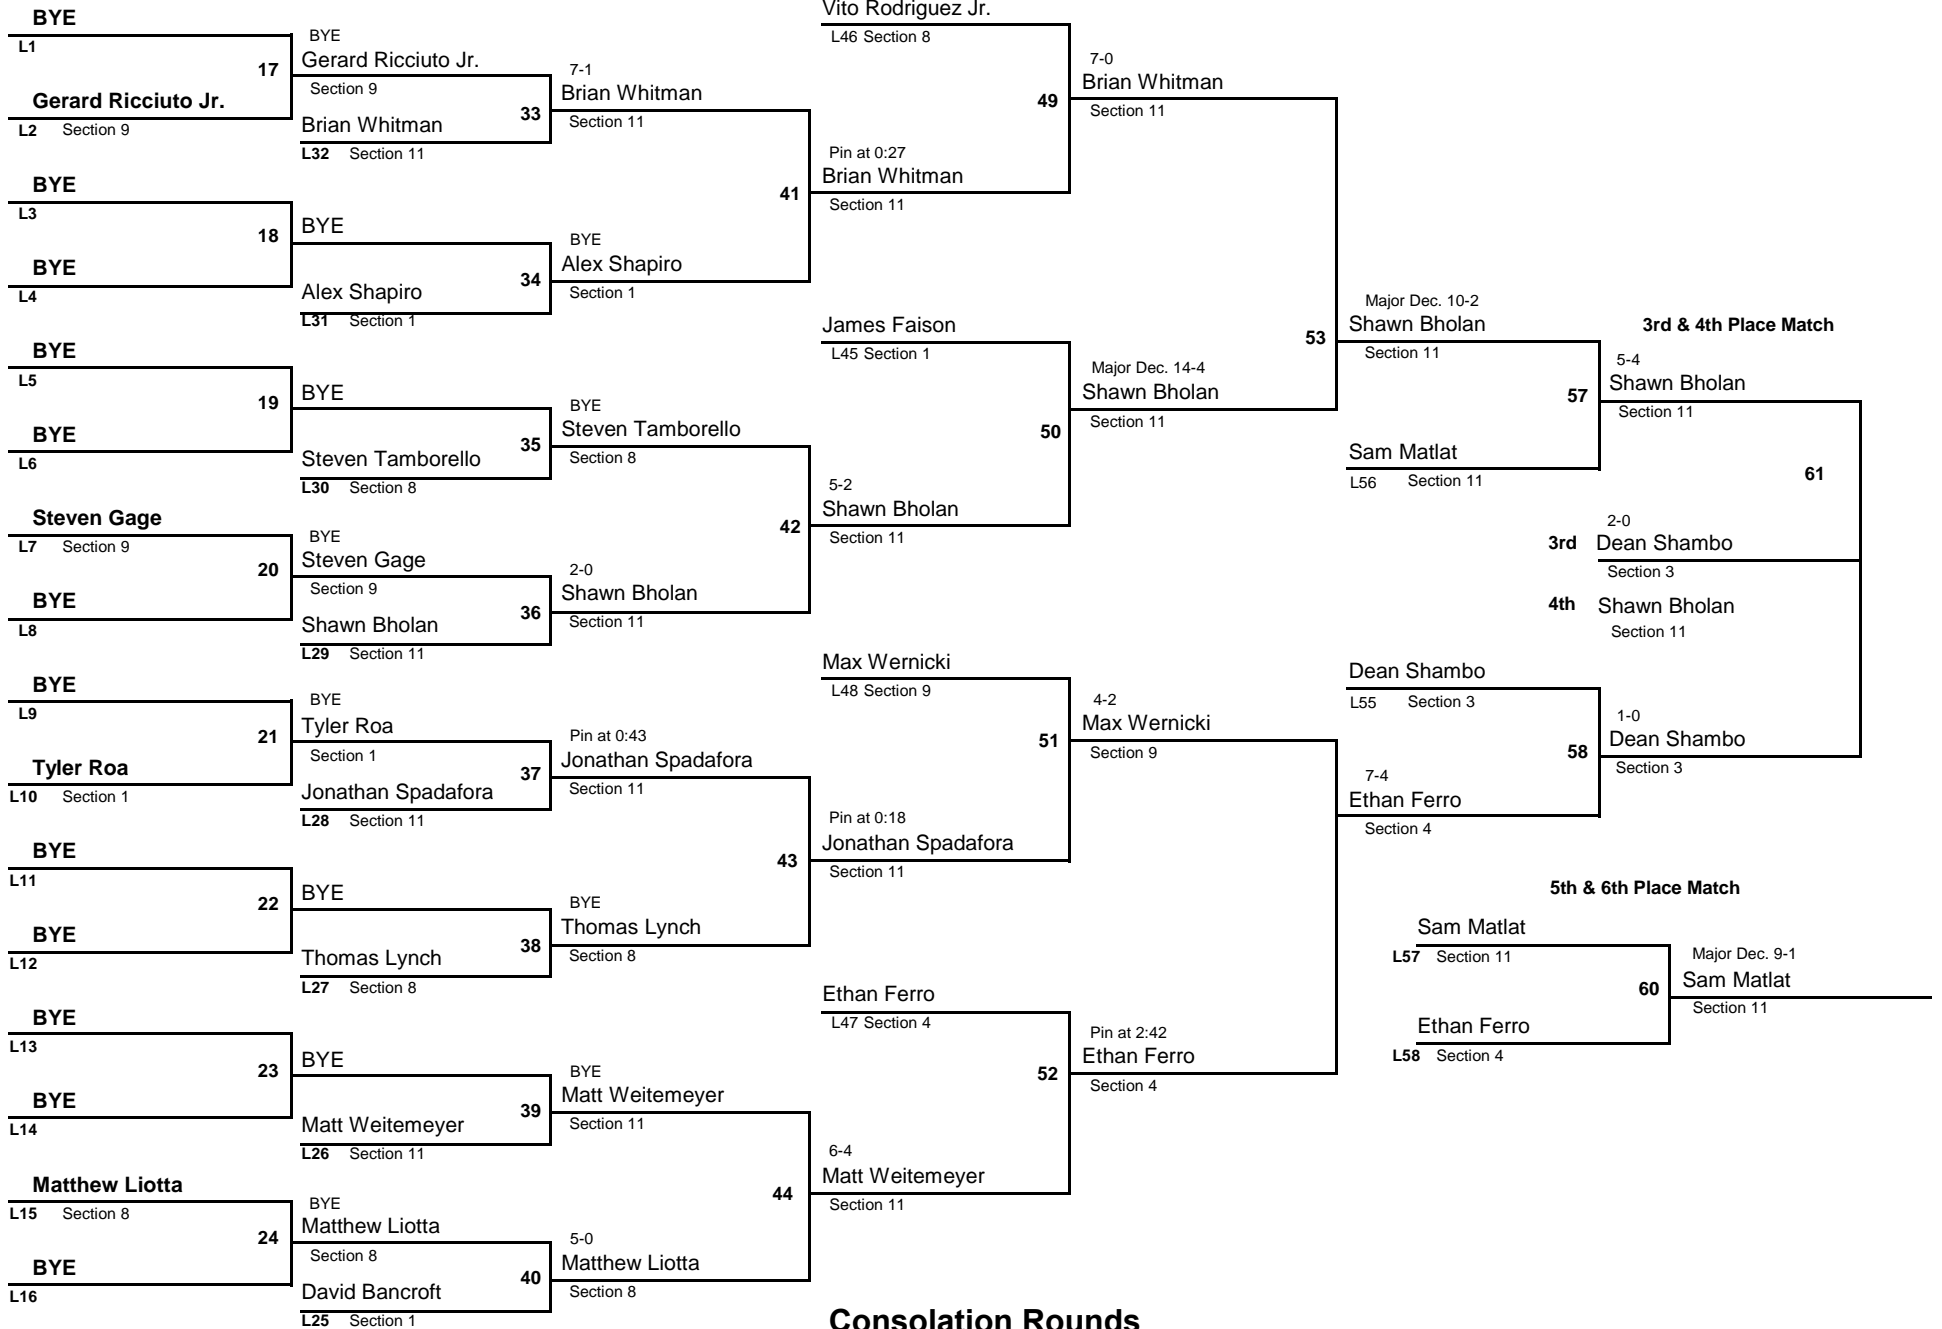 BYE
L1
17
Gerard Ricciuto Jr.
L2 Section 9
BYE
L3
18
BYE
L4
BYE
L5
19
BYE
L6
Steven Gage
L7 Section 9
20
BYE
L8
BYE
L9
21
Tyler Roa
L10 Section 1
BYE
L11
22
BYE
L12
BYE
L13
23
BYE
L14
Matthew Liotta
L15 Section 8
24
BYE
L16
BYE
Gerard Ricciuto Jr.
Section 9
33
Brian Whitman
L32 Section 11
BYE
34
Alex Shapiro
L31 Section 1
BYE
35
Steven Tamborello
L30 Section 8
BYE
Steven Gage
Section 9
36
Shawn Bholan
L29 Section 11
BYE
Tyler Roa
Section 1
37
Jonathan Spadafora
L28 Section 11
BYE
38
Thomas Lynch
L27 Section 8
BYE
39
Matt Weitemeyer
L26 Section 11
BYE
Matthew Liotta
Section 8
40
David Bancroft
L25 Section 1
7-1
Brian Whitman
Section 11
41
BYE
Alex Shapiro
Section 1
BYE
Steven Tamborello
Section 8
42
2-0
Shawn Bholan
Section 11
Pin at 0:43
Jonathan Spadafora
Section 11
43
BYE
Thomas Lynch
Section 8
BYE
Matt Weitemeyer
Section 11
44
5-0
Matthew Liotta
Section 8
Vito Rodriguez Jr.
L46 Section 8
49
Pin at 0:27
Brian Whitman
Section 11
James Faison
L45 Section 1
50
5-2
Shawn Bholan
Section 11
Max Wernicki
L48 Section 9
51
Pin at 0:18
Jonathan Spadafora
Section 11
Ethan Ferro
L47 Section 4
52
6-4
Matt Weitemeyer
Section 11
7-0
Brian Whitman
Section 11
53
Major Dec. 14-4
Shawn Bholan
Section 11
4-2
Max Wernicki
Section 9
Pin at 2:42
Ethan Ferro
Section 4
Major Dec. 10-2
Shawn Bholan
Section 11
57
Sam Matlat
L56 Section 11
Dean Shambo
L55 Section 3
58
7-4
Ethan Ferro
Section 4
3rd & 4th Place Match
5-4
Shawn Bholan
Section 11
61
2-0
3rd Dean Shambo
Section 3
4th Shawn Bholan
Section 11
1-0
Dean Shambo
Section 3
5th & 6th Place Match
Sam Matlat
L57 Section 11
60
Ethan Ferro
L58 Section 4
Major Dec. 9-1
Sam Matlat
Section 11
Consolation Rounds